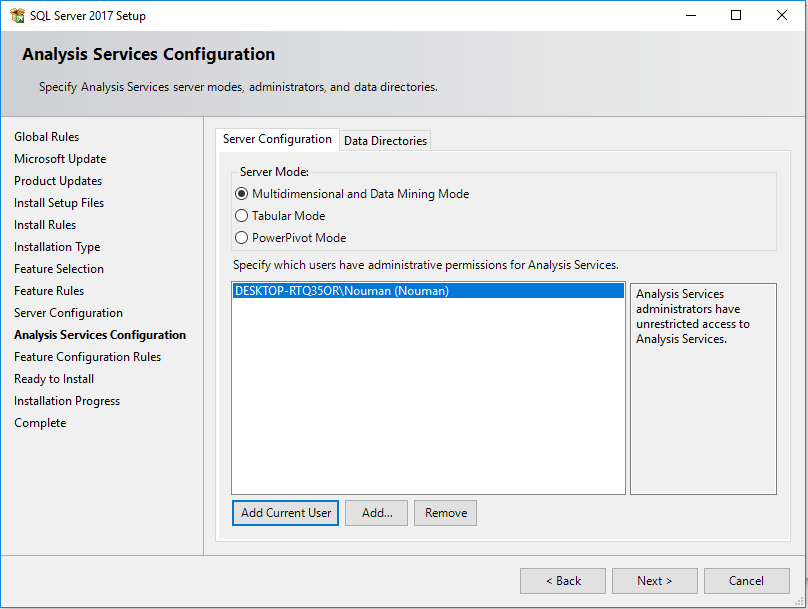 SQL Server 2017 Setup
Analysis Services Configuration
Specify Analysis Services server modes, administrators, and data directories.
Global Rules
Microsoft Update
Product Updates
Install Setup Files
Install Rules
Installation Type
Feature Selection
Feature Rules
Server Configuration
Analysis Services Configuration
Feature Configuration Rules
Ready to Install
Installation Progress
Complete
Server Configuration
Data Directories
Server Mode:
Multidimensional and Data Mining Mode
Tabular Mode
PowerPivot Mode
Specify which users have administrative permissions for Analysis Services.
DESKTOP-RTQ35OR\Nouman (Nouman)
Analysis Services
administrators have
unrestricted access to
Analysis Services.
Add Current User
Add...
Remove
< Back
Next >
Cancel